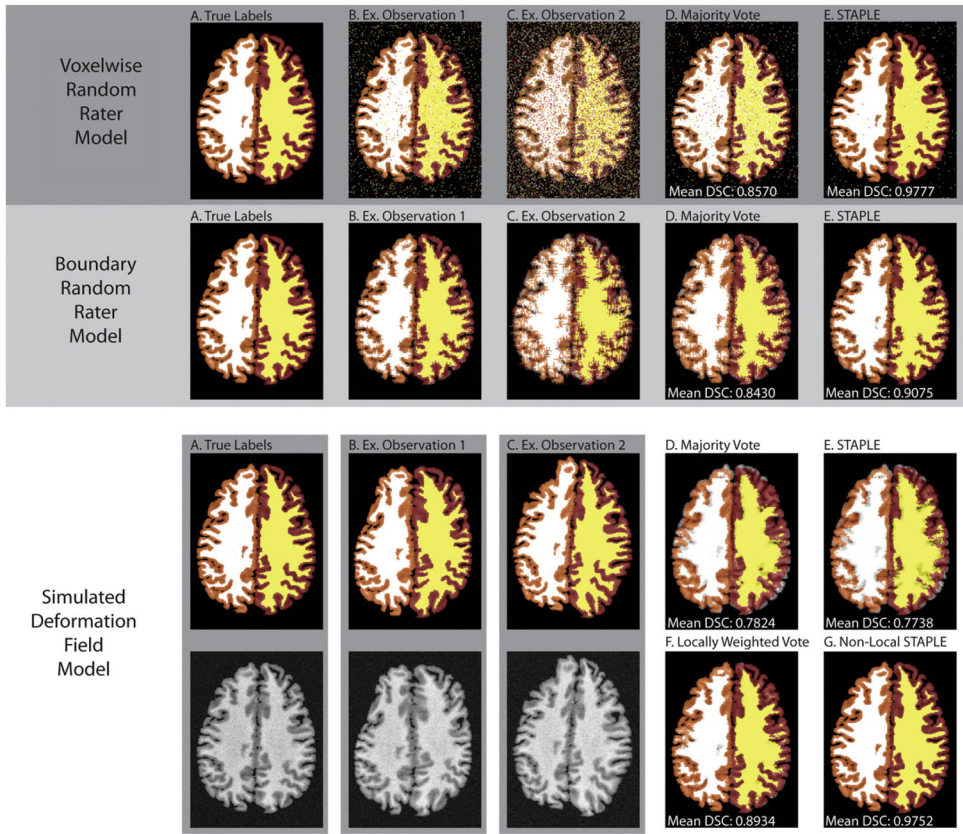 Voxelwise
Random
Rater
Model
A. True Labels
B. Ex. Observation 1
C. Ex. Observation 2
D. Majority Vote
E. STAPLE
Mean DSC: 0.8570
Mean DSC: 0.9777
Boundary
Random
Rater
Model
A. True Labels
B. Ex. Observation 1
C. Ex. Observation 2
D. Majority Vote
E. STAPLE
Mean DSC: 0.8430
Mean DSC: 0.9075
Simulated
Deformation
Field
Model
A. True Labels
B. Ex. Observation 1
C. Ex. Observation 2
D. Majority Vote
E. STAPLE
Mean DSC: 0.7824
Mean DSC: 0.7738
F. Locally Weighted Vote
G. Non-Local STAPLE
Mean DSC: 0.8934
Mean DSC: 0.9752